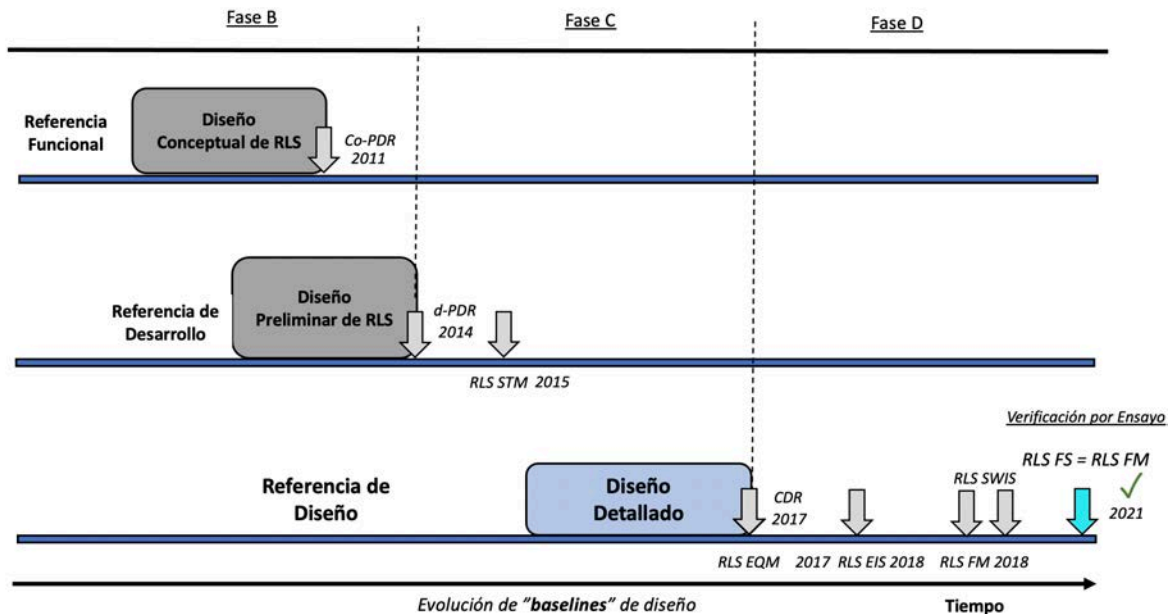 Fase B
Fase C
Fase D
Referencia
Funcional
Diseño
Conceptual de RLS
Co-PDR
2011
Referencia de
Desarrollo
Diseño
Preliminar de RLS
d-PDR
2014
RLS STM 2015
Verificación por Ensayo
Referencia de
Diseño
Diseño
Detallado
CDR
2017
RLS SWIS
RLS FS = RLS FM
2021
RLS EQM 2017
RLS EIS 2018
RLS FM 2018
Evolución de "baselines" de diseño
Tiempo